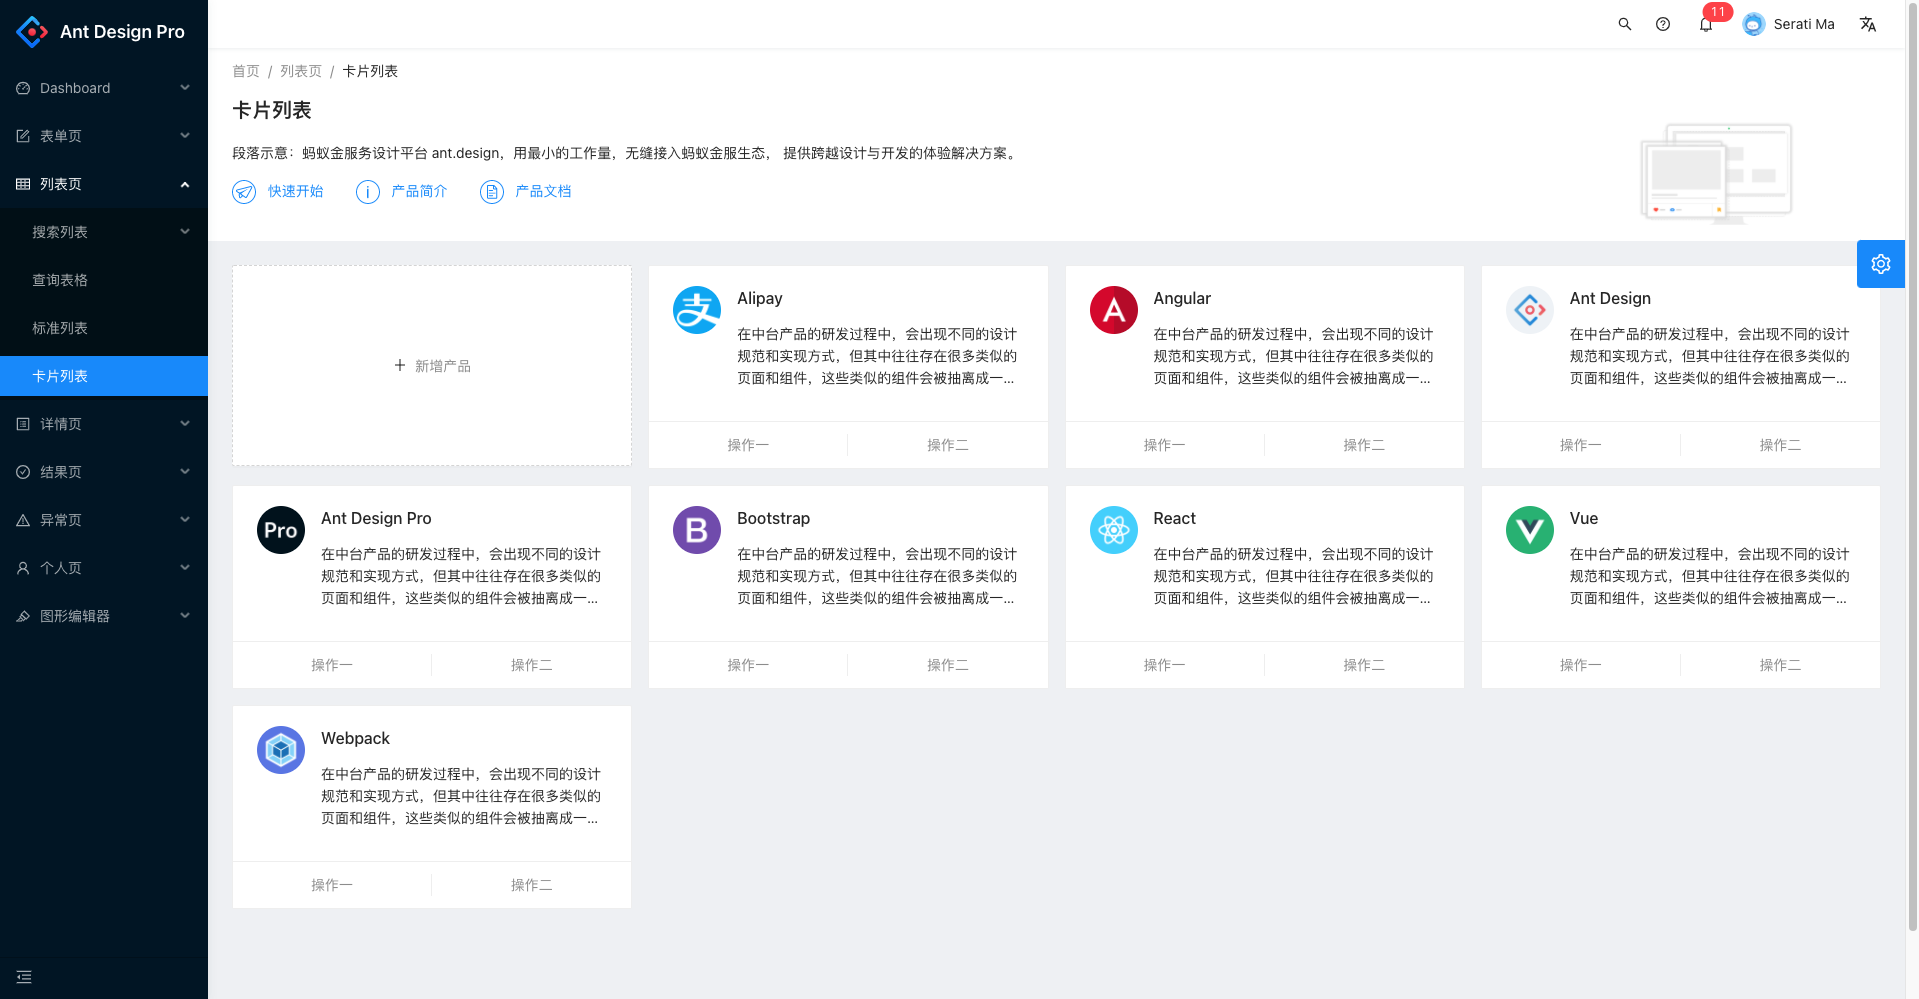 Ant Design Pro
11
Serati Ma
Dashboard
表单页
列表页
搜索列表
查询表格
标准列表
卡片列表
详情页
结果页
异常页
个人页
图形编辑器
首页 / 列表页 / 卡片列表
卡片列表
段落示意：蚂蚁金服务设计平台 ant.design，用最小的工作量，无缝接入蚂蚁金服生态， 提供跨越设计与开发的体验解决方案。
快速开始
产品简介
产品文档
新增产品
Alipay
在中台产品的研发过程中，会出现不同的设计
规范和实现方式，但其中往往存在很多类似的
页面和组件，这些类似的组件会被抽离成一...
操作一
操作二
Angular
在中台产品的研发过程中，会出现不同的设计
规范和实现方式，但其中往往存在很多类似的
页面和组件，这些类似的组件会被抽离成一...
操作一
操作二
Ant Design
在中台产品的研发过程中，会出现不同的设计
规范和实现方式，但其中往往存在很多类似的
页面和组件，这些类似的组件会被抽离成一...
操作一
操作二
Pro
Ant Design Pro
在中台产品的研发过程中，会出现不同的设计
规范和实现方式，但其中往往存在很多类似的
页面和组件，这些类似的组件会被抽离成一...
操作一
操作二
Bootstrap
在中台产品的研发过程中，会出现不同的设计
规范和实现方式，但其中往往存在很多类似的
页面和组件，这些类似的组件会被抽离成一...
操作一
操作二
React
在中台产品的研发过程中，会出现不同的设计
规范和实现方式，但其中往往存在很多类似的
页面和组件，这些类似的组件会被抽离成一...
操作一
操作二
Vue
在中台产品的研发过程中，会出现不同的设计
规范和实现方式，但其中往往存在很多类似的
页面和组件，这些类似的组件会被抽离成一...
操作一
操作二
Webpack
在中台产品的研发过程中，会出现不同的设计
规范和实现方式，但其中往往存在很多类似的
页面和组件，这些类似的组件会被抽离成一...
操作一
操作二